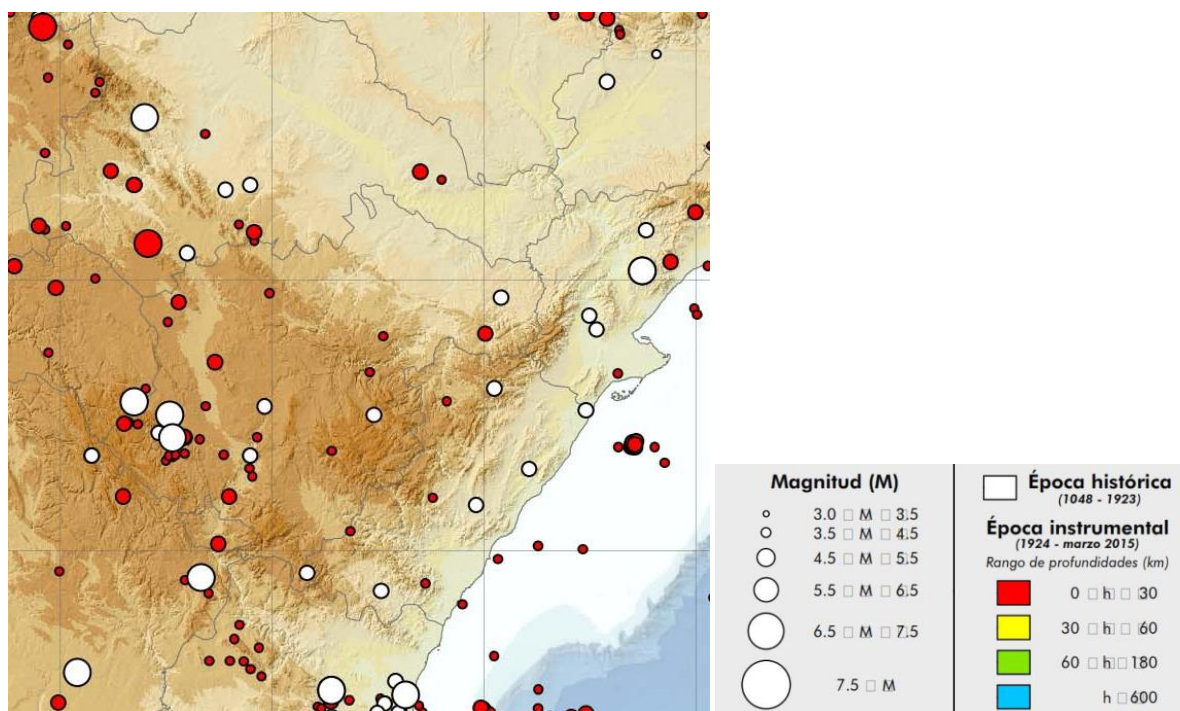 Magnitud (M)
3.0 □ M □ 3.5
3.5 □ M □ 4.5
4.5 □ M □ 5.5
5.5 □ M □ 6.5
6.5 □ M □ 7.5
7.5 □ M
Época histórica
(1048 - 1923)
Época instrumental
(1924 - marzo 2015)
Rango de profundidades (km)
0 □ h □ 30
30 □ h □ 60
60 □ h □ 180
h □ 600